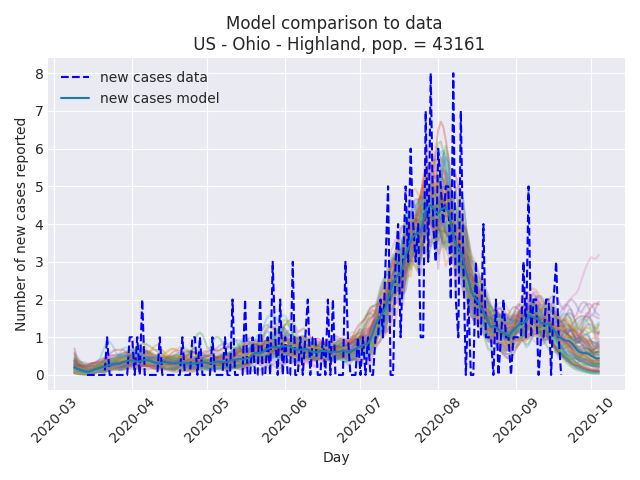 Model comparison to data
US - Ohio - Highland, pop. = 43161
new cases data
new cases model
Number of new cases reported
8
7
6
5
4
3
2
1
0
2020-03
2020-04
2020-05
2020-06
2020-07
2020-08
2020-09
2020-10
Day